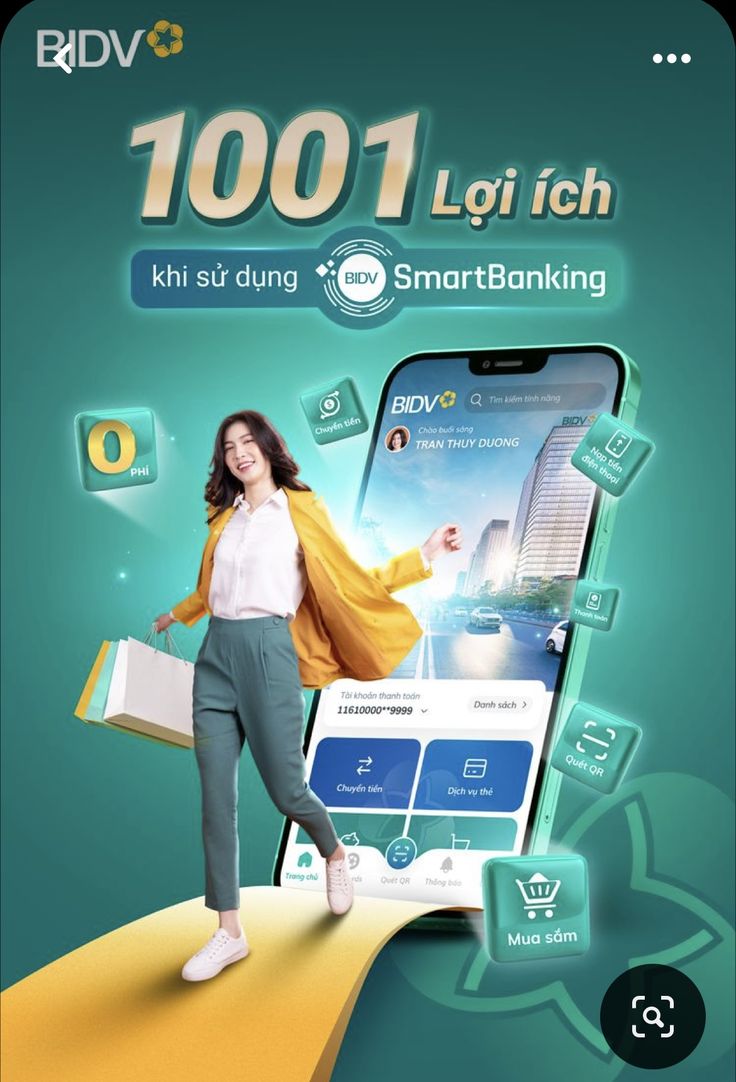 BIDV
1001 Lợi ích
khi sử dụng BIDV SmartBanking
0
PHÍ
Chuyển tiền
BIDV
Tìm kiếm tính năng
Chào buổi sáng
TRAN THUY DUONG
BIDV
Nạp tiền
điện thoại
Thanh toán
Tài khoản thanh toán
11610000**9999
Danh sách
Quét QR
Chuyển tiền
Dịch vụ thẻ
Trang chủ
Quét QR
Thông báo
Mua sắm